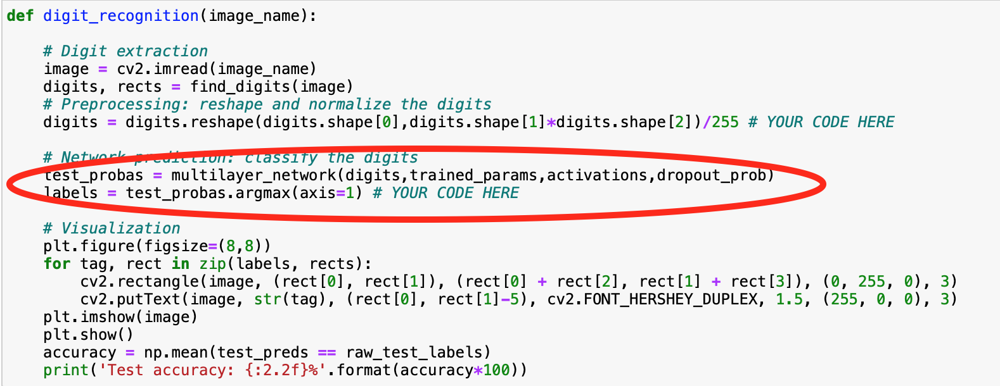 def digit_recognition(image_name):
# Digit extraction
image = cv2.imread(image_name)
digits, rects = find_digits(image)
# Preprocessing: reshape and normalize the digits
digits = digits.reshape(digits.shape[0],digits.shape[1]*digits.shape[2])/255 # YOUR CODE HERE
# Network prediction: classify the digits
test_probas = multilayer_network(digits,trained_params,activations,dropout_prob)
labels = test_probas.argmax(axis=1) # YOUR CODE HERE
# Visualization
plt.figure(figsize=(8,8))
for tag, rect in zip(labels, rects):
cv2.rectangle(image, (rect[0], rect[1]), (rect[0] + rect[2], rect[1] + rect[3]), (0, 255, 0), 3)
cv2.putText(image, str(tag), (rect[0], rect[1]-5), cv2.FONT_HERSHEY_DUPLEX, 1.5, (255, 0, 0), 3)
plt.imshow(image)
plt.show()
accuracy = np.mean(test_preds == raw_test_labels)
print('Test accuracy: {:2.2f}%'.format(accuracy*100))